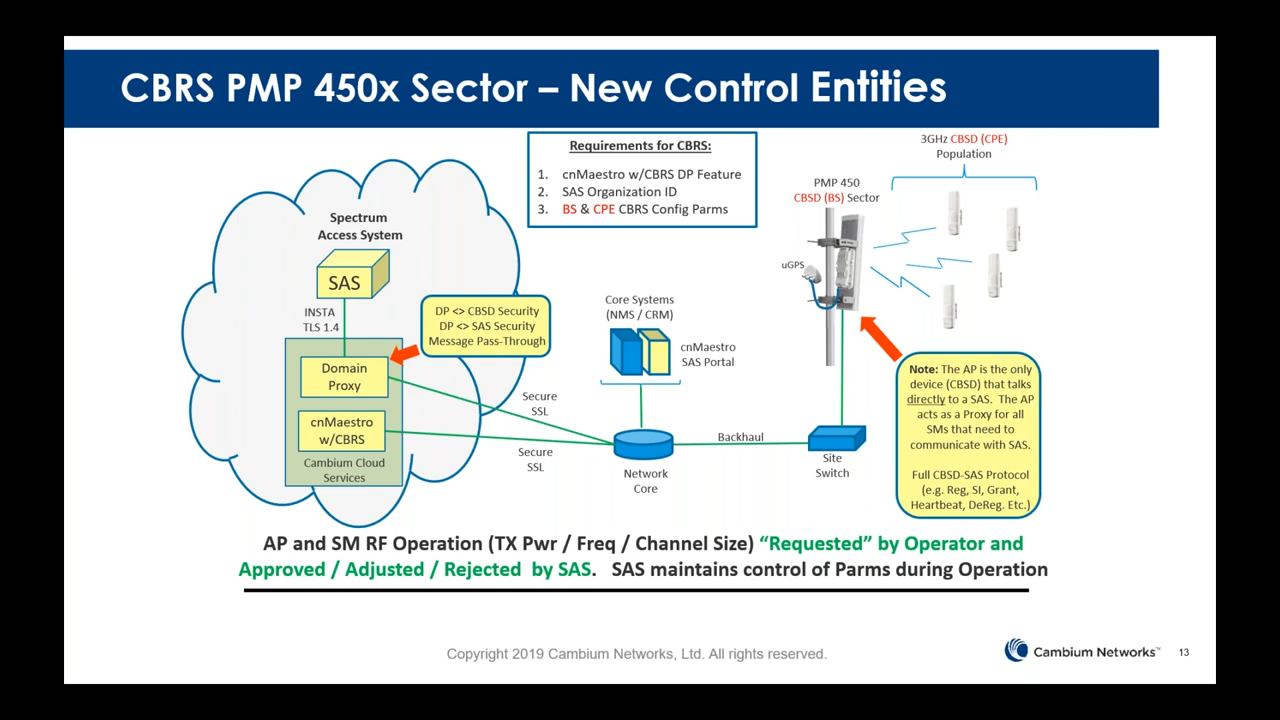 CBRS PMP 450x Sector – New Control Entities
Requirements for CBRS:
1. cnMaestro w/CBRS DP Feature
2. SAS Organization ID
3. BS & CPE CBRS Config Parms
3GHz CBSD (CPE)
Population
PMP 450
CBSD (BS) Sector
uGPS
Spectrum
Access System
SAS
INSTA
TLS 1.4
DP <> CBSD Security
DP <> SAS Security
Message Pass-Through
Domain
Proxy
cnMaestro
w/CBRS
Cambium Cloud
Services
Secure
SSL
Secure
SSL
Core Systems
(NMS / CRM)
cnMaestro
SAS Portal
Network
Core
Backhaul
Site
Switch
Note: The AP is the only
device (CBSD) that talks
directly to a SAS. The AP
acts as a Proxy for all
SMs that need to
communicate with SAS.
Full CBSD-SAS Protocol
(e.g. Reg, SI, Grant,
Heartbeat, DeReg. Etc.)
AP and SM RF Operation (TX Pwr / Freq / Channel Size) “Requested” by Operator and
Approved / Adjusted / Rejected by SAS. SAS maintains control of Parms during Operation
Copyright 2019 Cambium Networks, Ltd. All rights reserved.
Cambium Networks™
13